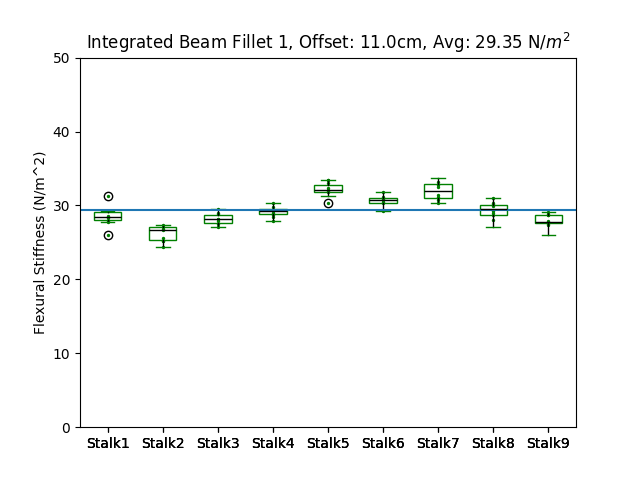 Integrated Beam Fillet 1, Offset: 11.0cm, Avg: 29.35 N/m²
50
40
30
20
10
0
Flexural Stiffness (N/m^2)
Stalk1 Stalk2 Stalk3 Stalk4 Stalk5 Stalk6 Stalk7 Stalk8 Stalk9